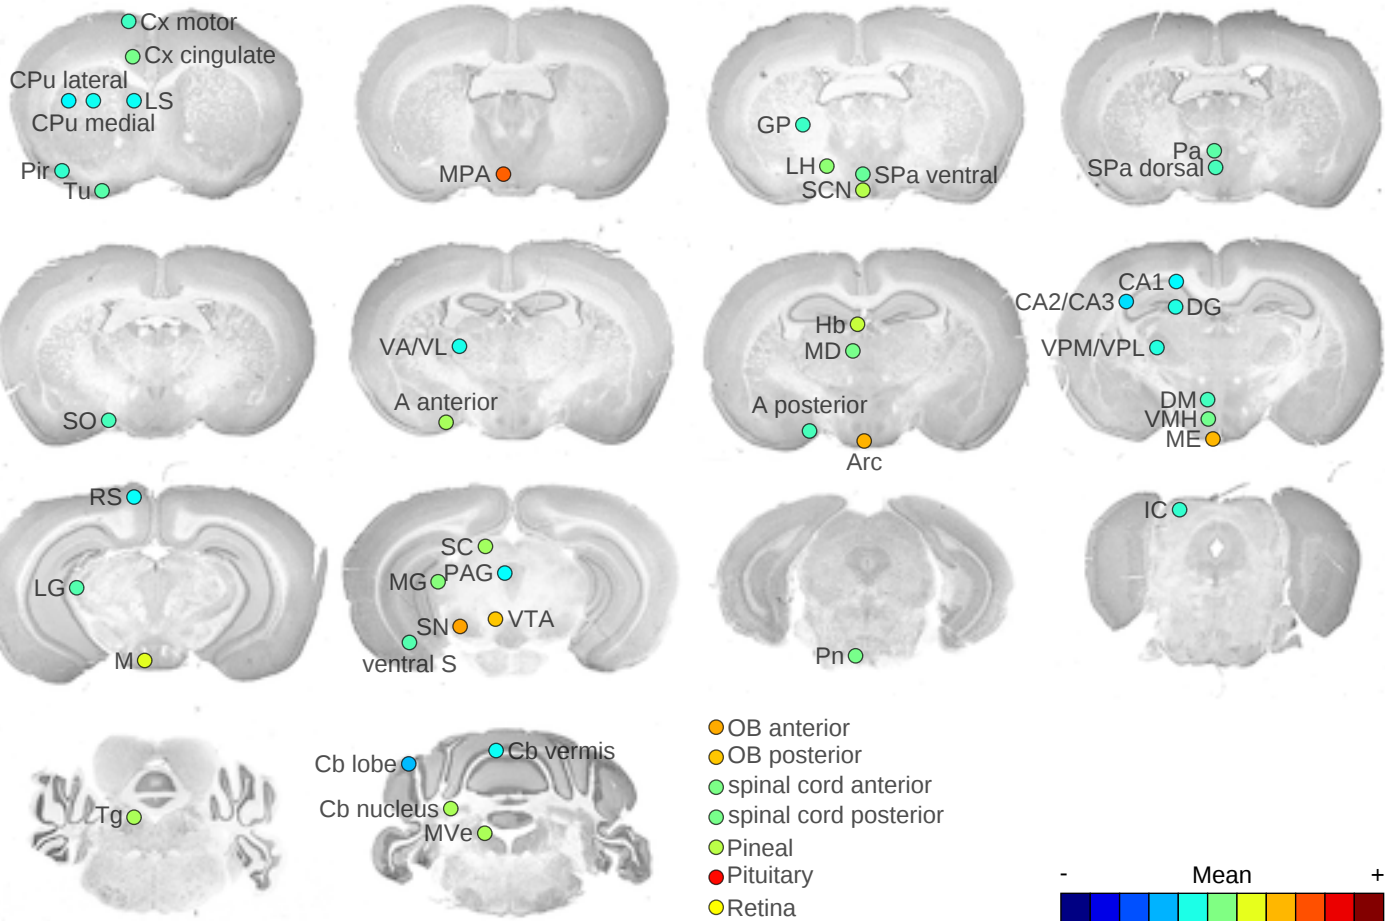 Cx motor
Cx cingulate
CPu lateral
LS
CPu medial
Pir
Tu
MPA
GP
LH
SPa ventral
SCN
Pa
SPa dorsal
SO
VA/VL
A anterior
Hb
MD
A posterior
Arc
CA1
CA2/CA3
DG
VPM/VPL
DM
VMH
ME
RS
LG
M
SC
PAG
MG
SN
VTA
ventral S
Pn
IC
Tg
Cb lobe
Cb vermis
Cb nucleus
MVe
OB anterior
OB posterior
spinal cord anterior
spinal cord posterior
Pineal
Pituitary
Retina
- Mean +